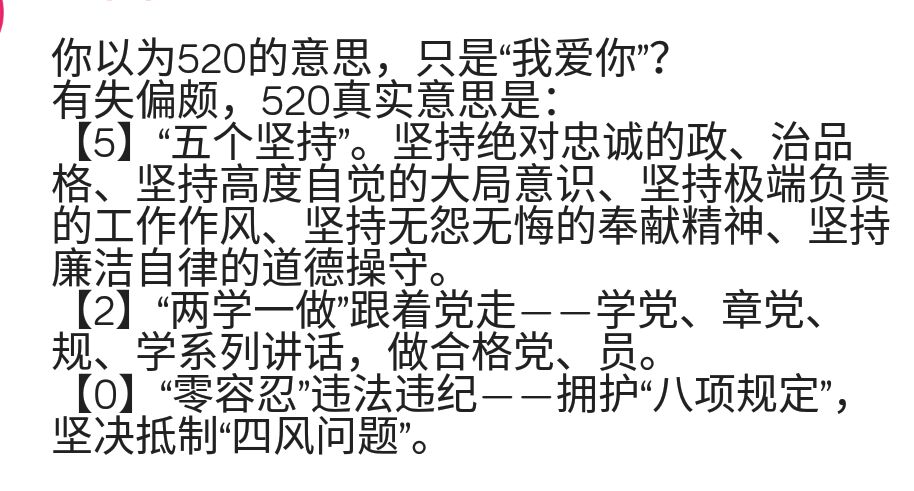 你以为520的意思，只是“我爱你”？
有失偏颇，520真实意思是：
【5】“五个坚持”。坚持绝对忠诚的政、治品
格、坚持高度自觉的大局意识、坚持极端负责
的工作作风、坚持无怨无悔的奉献精神、坚持
廉洁自律的道德操守。
【2】“两学一做”跟着党走——学党、章党、
规、学系列讲话，做合格党、员。
【0】“零容忍”违法违纪——拥护“八项规定”，
坚决抵制“四风问题”。